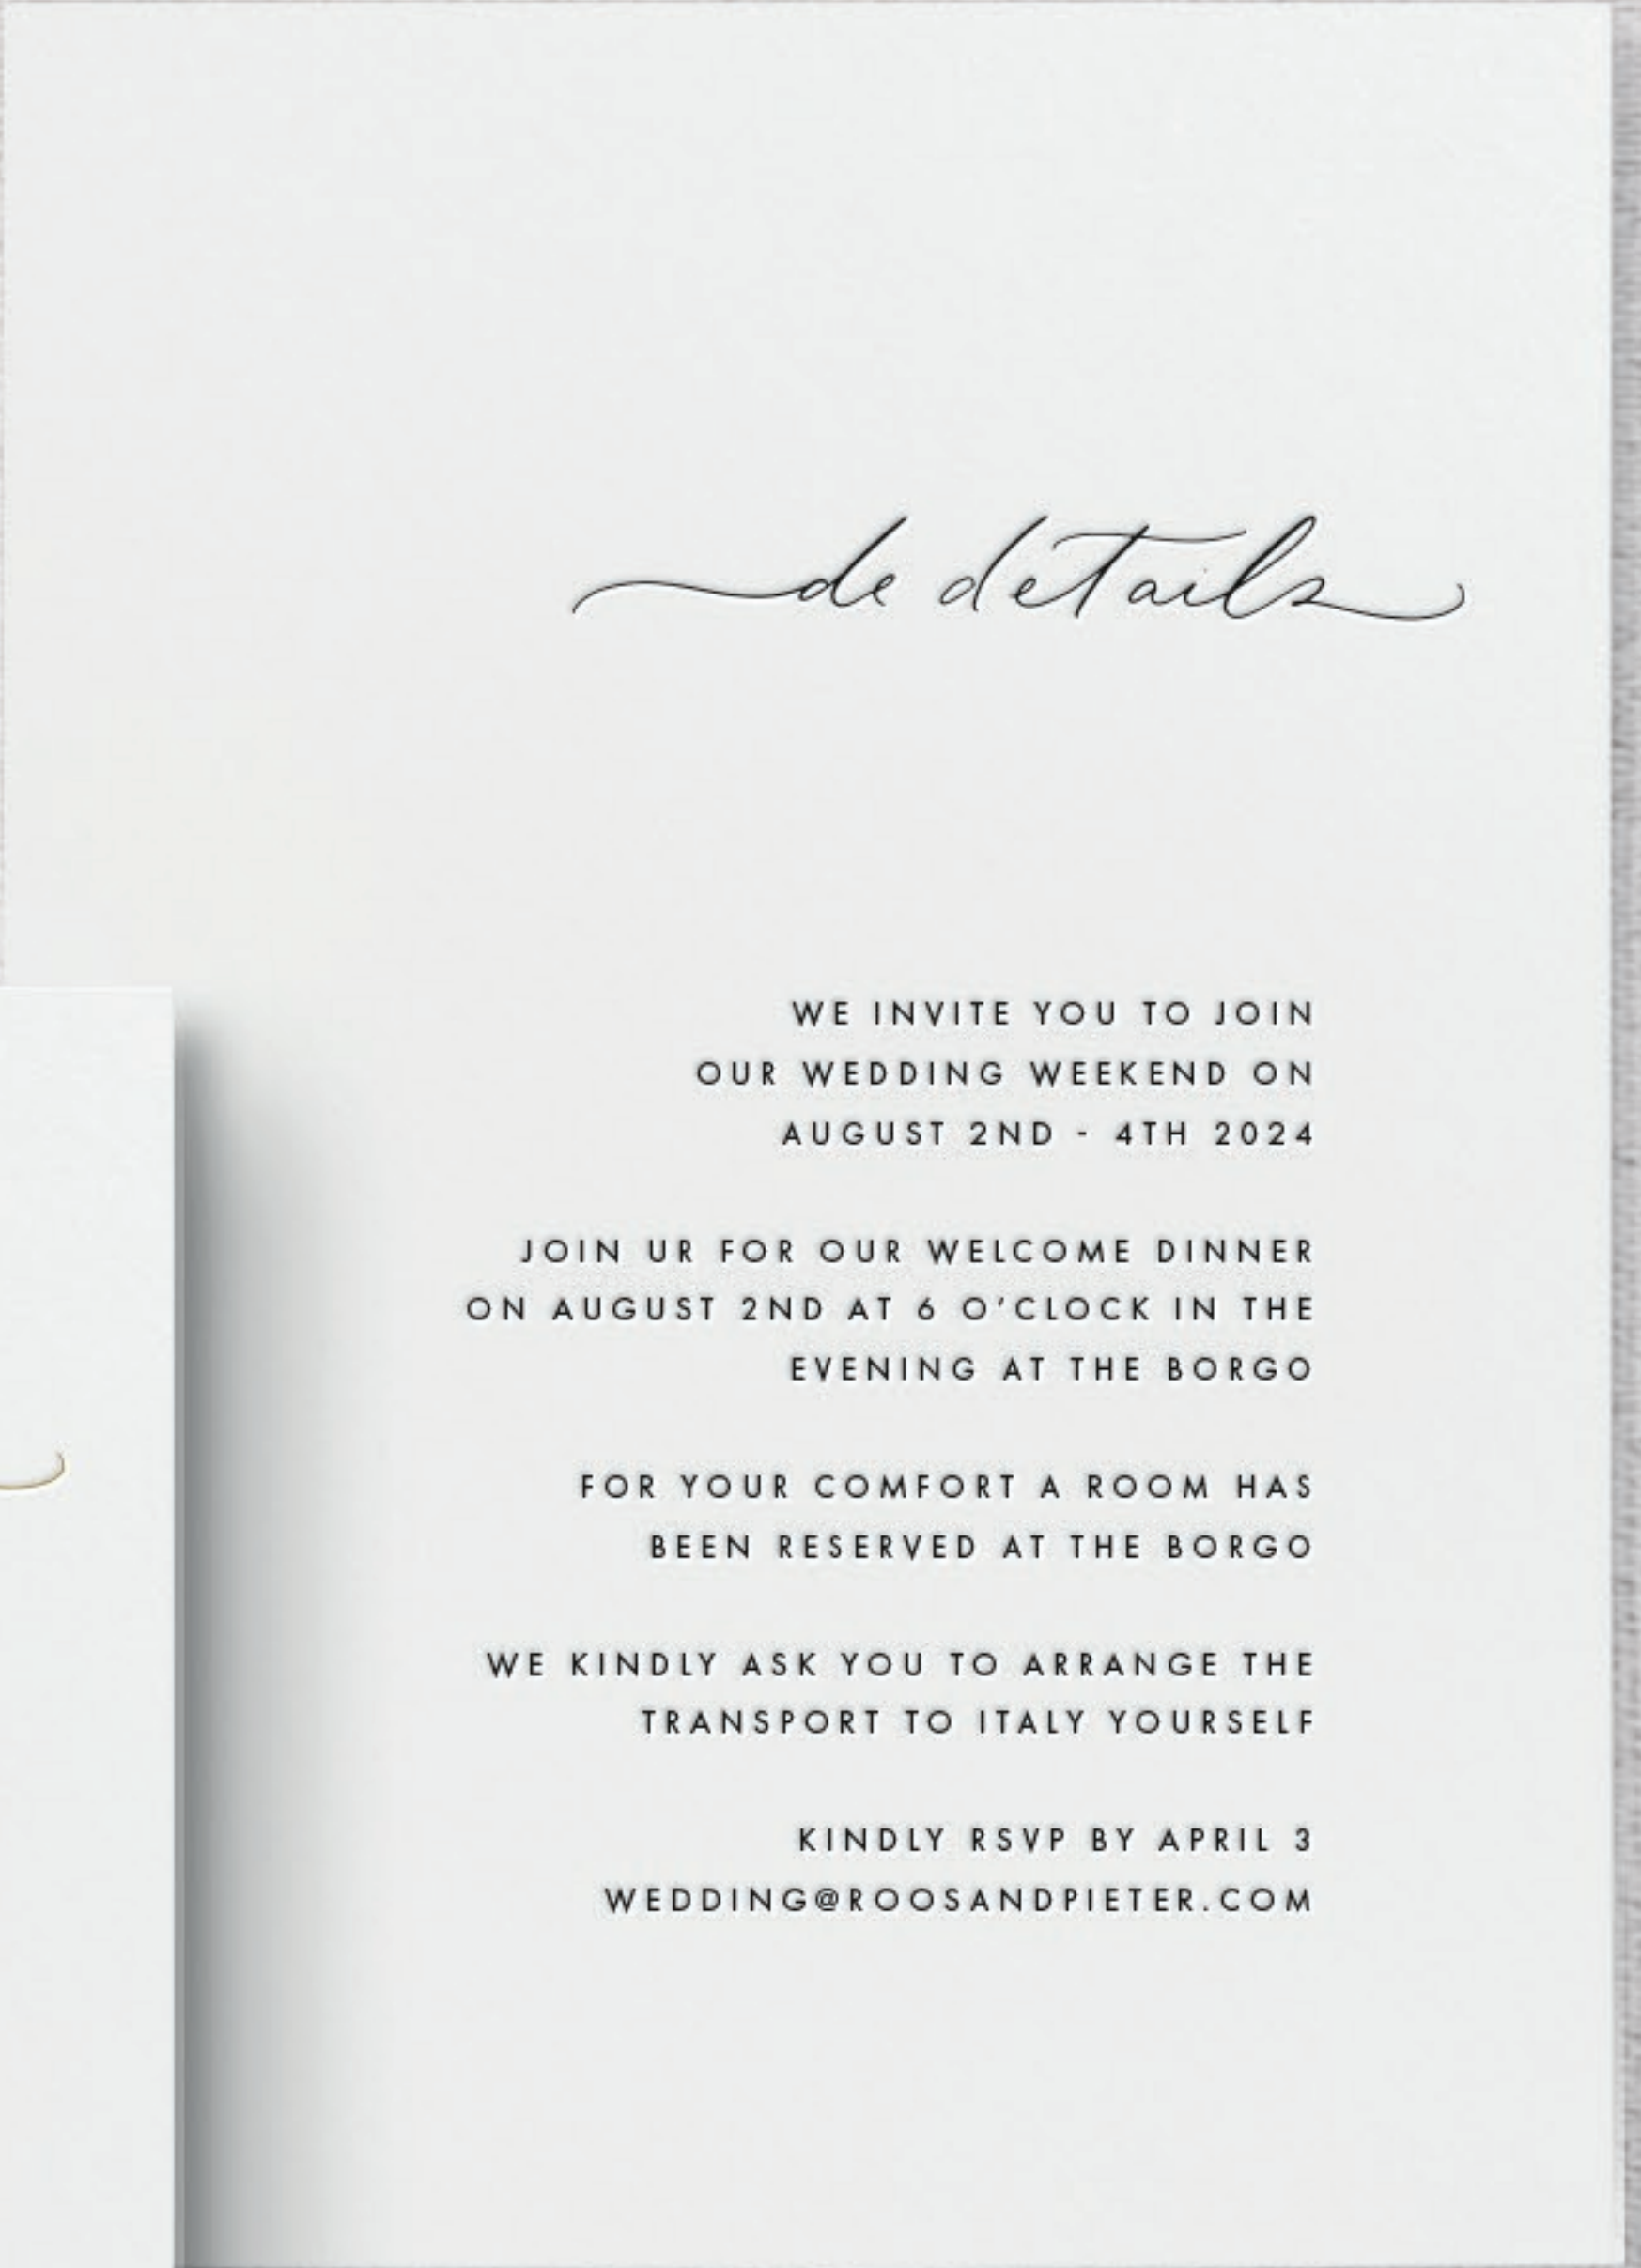 de details
WE INVITE YOU TO JOIN
OUR WEDDING WEEKEND ON
AUGUST 2ND - 4TH 2024
JOIN UR FOR OUR WELCOME DINNER
ON AUGUST 2ND AT 6 O'CLOCK IN THE
EVENING AT THE BORGO
FOR YOUR COMFORT A ROOM HAS
BEEN RESERVED AT THE BORGO
WE KINDLY ASK YOU TO ARRANGE THE
TRANSPORT TO ITALY YOURSELF
KINDLY RSVP BY APRIL 3
WEDDING@ROOSANDPIETER.COM